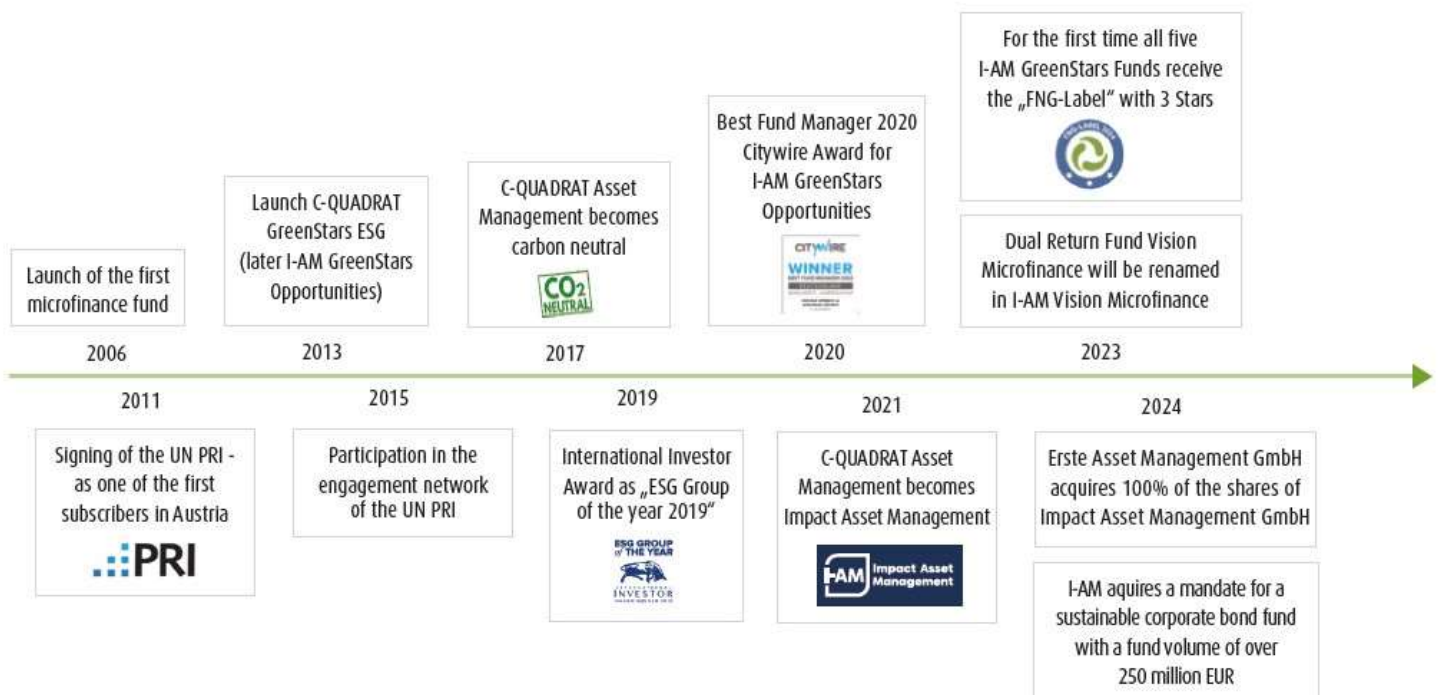 Launch of the first
microfinance fund
2006
2011
Signing of the UN PRI -
as one of the first
subscribers in Austria
PRI
Launch C-QUADRAT
GreenStars ESG
(later I-AM GreenStars
Opportunities)
2013
2015
Participation in the
engagement network
of the UN PRI
C-QUADRAT Asset
Management becomes
carbon neutral
CO2
NEUTRAL
2017
2019
International Investor
Award as „ESG Group
of the year 2019“
ESG GROUP
of THE YEAR
INTERNATIONAL
INVESTOR
Best Fund Manager 2020
Citywire Award for
I-AM GreenStars
Opportunities
CITYWIRE
WINNER
2020
2021
C-QUADRAT Asset
Management becomes
Impact Asset Management
I-AM
Impact Asset
Management
For the first time all five
I-AM GreenStars Funds receive
the „FNG-Label“ with 3 Stars
FNG-LABEL 2024
Dual Return Fund Vision
Microfinance will be renamed
in I-AM Vision Microfinance
2023
2024
Erste Asset Management GmbH
acquires 100% of the shares of
Impact Asset Management GmbH
I-AM aquires a mandate for a
sustainable corporate bond fund
with a fund volume of over
250 million EUR